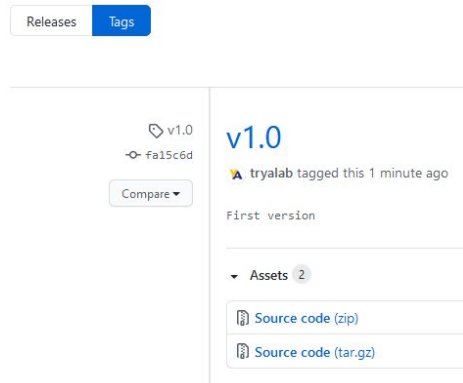 Releases Tags
v1.0
fa15c6d
Compare
v1.0
tryalab tagged this 1 minute ago
First version
Assets 2
Source code (zip)
Source code (tar.gz)